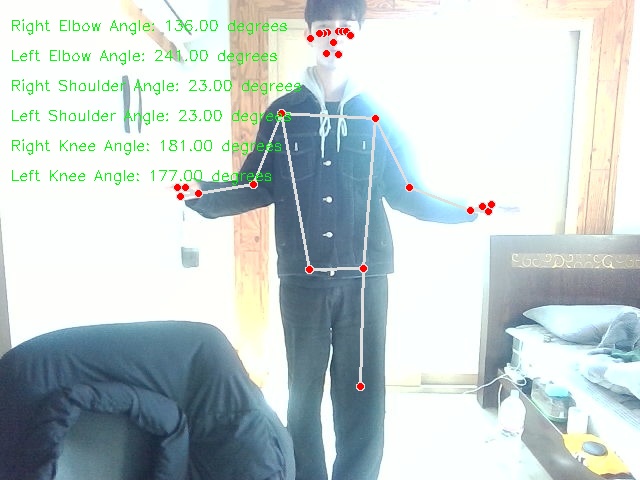 Right Elbow Angle: 136.00 degrees
Left Elbow Angle: 241.00 degrees
Right Shoulder Angle: 23.00 degrees
Left Shoulder Angle: 23.00 degrees
Right Knee Angle: 181.00 degrees
Left Knee Angle: 177.00 degrees